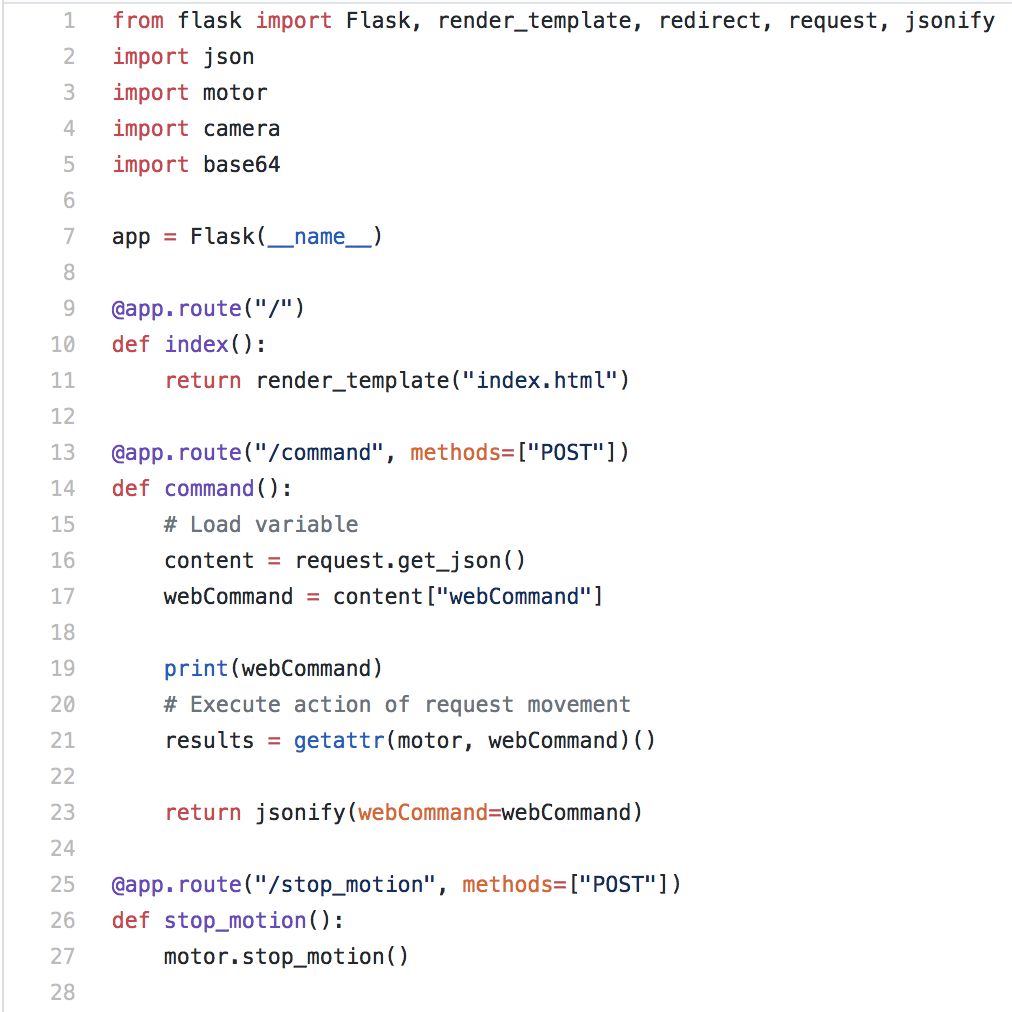 1 from flask import Flask, render_template, redirect, request, jsonify
2 import json
3 import motor
4 import camera
5 import base64
6
7 app = Flask(__name__)
8
9 @app.route("/")
10 def index():
11     return render_template("index.html")
12
13 @app.route("/command", methods=["POST"])
14 def command():
15     # Load variable
16     content = request.get_json()
17     webCommand = content["webCommand"]
18
19     print(webCommand)
20     # Execute action of request movement
21     results = getattr(motor, webCommand)()
22
23     return jsonify(webCommand=webCommand)
24
25 @app.route("/stop_motion", methods=["POST"])
26 def stop_motion():
27     motor.stop_motion()
28